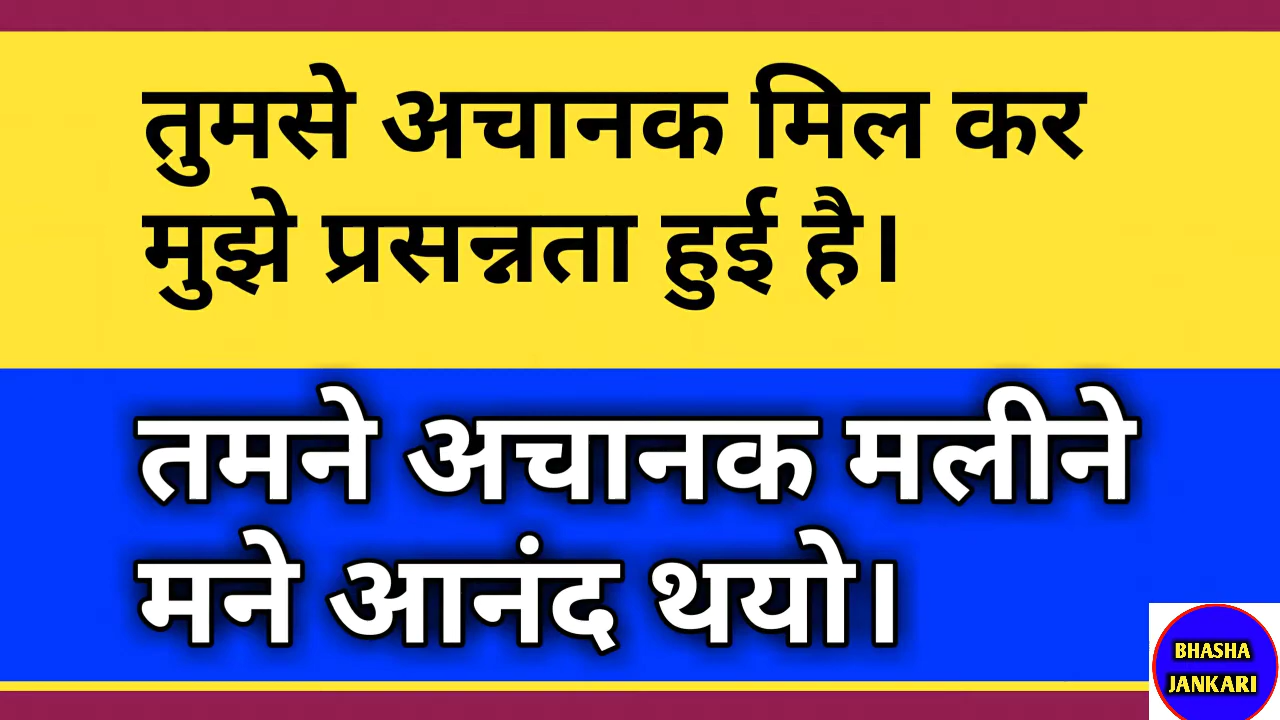 तुमसे अचानक मिल कर
मुझे प्रसन्नता हुई है।
तमने अचानक मलीने
मने आनंद थयो।
BHASHA
JANKARI